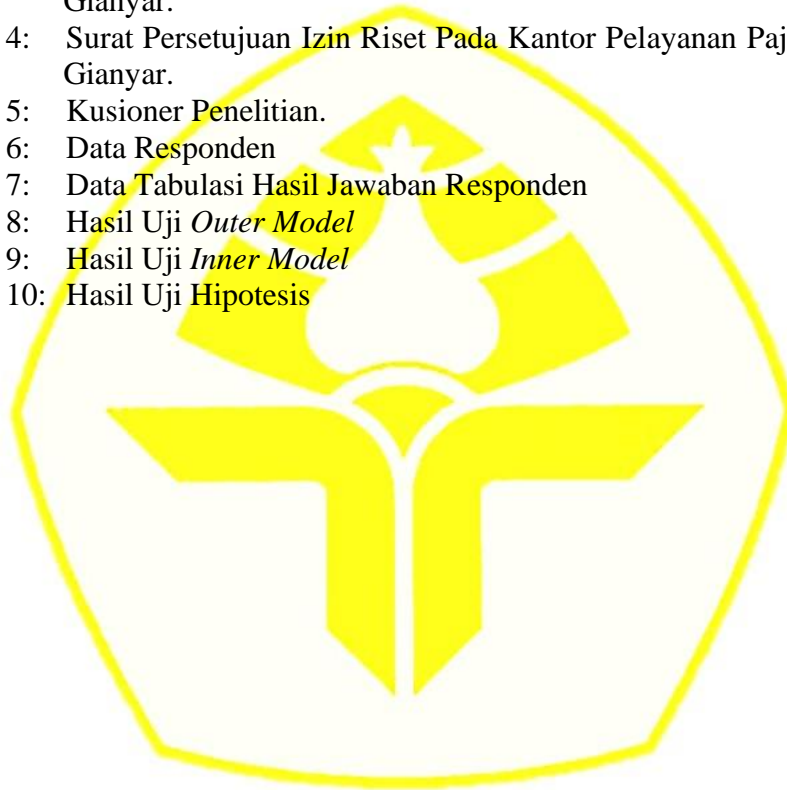 Gianyar.
4: Surat Persetujuan Izin Riset Pada Kantor Pelayanan Paj
Gianyar.
5: Kusioner Penelitian.
6: Data Responden
7: Data Tabulasi Hasil Jawaban Responden
8: Hasil Uji Outer Model
9: Hasil Uji Inner Model
10: Hasil Uji Hipotesis